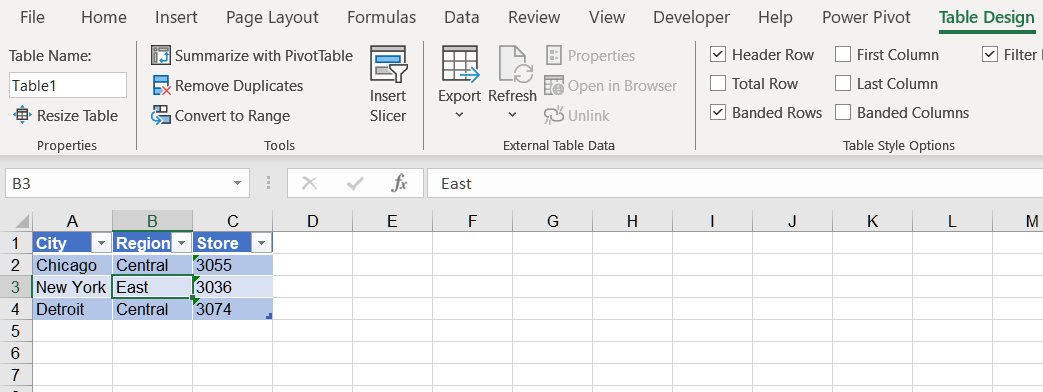 File Home Insert Page Layout Formulas Data Review View Developer Help Power Pivot Table Design
Table Name:
Table1
Resize Table
Properties
Summarize with PivotTable
Remove Duplicates
Convert to Range
Insert
Slicer
Tools
Export Refresh
Properties
Open in Browser
Unlink
External Table Data
Header Row First Column Filter
Total Row Last Column
Banded Rows Banded Columns
Table Style Options
B3 fx East
A B C D E F G H I J K L M
1 City Region Store
2 Chicago Central 3055
3 New York East 3036
4 Detroit Central 3074
5
6
7